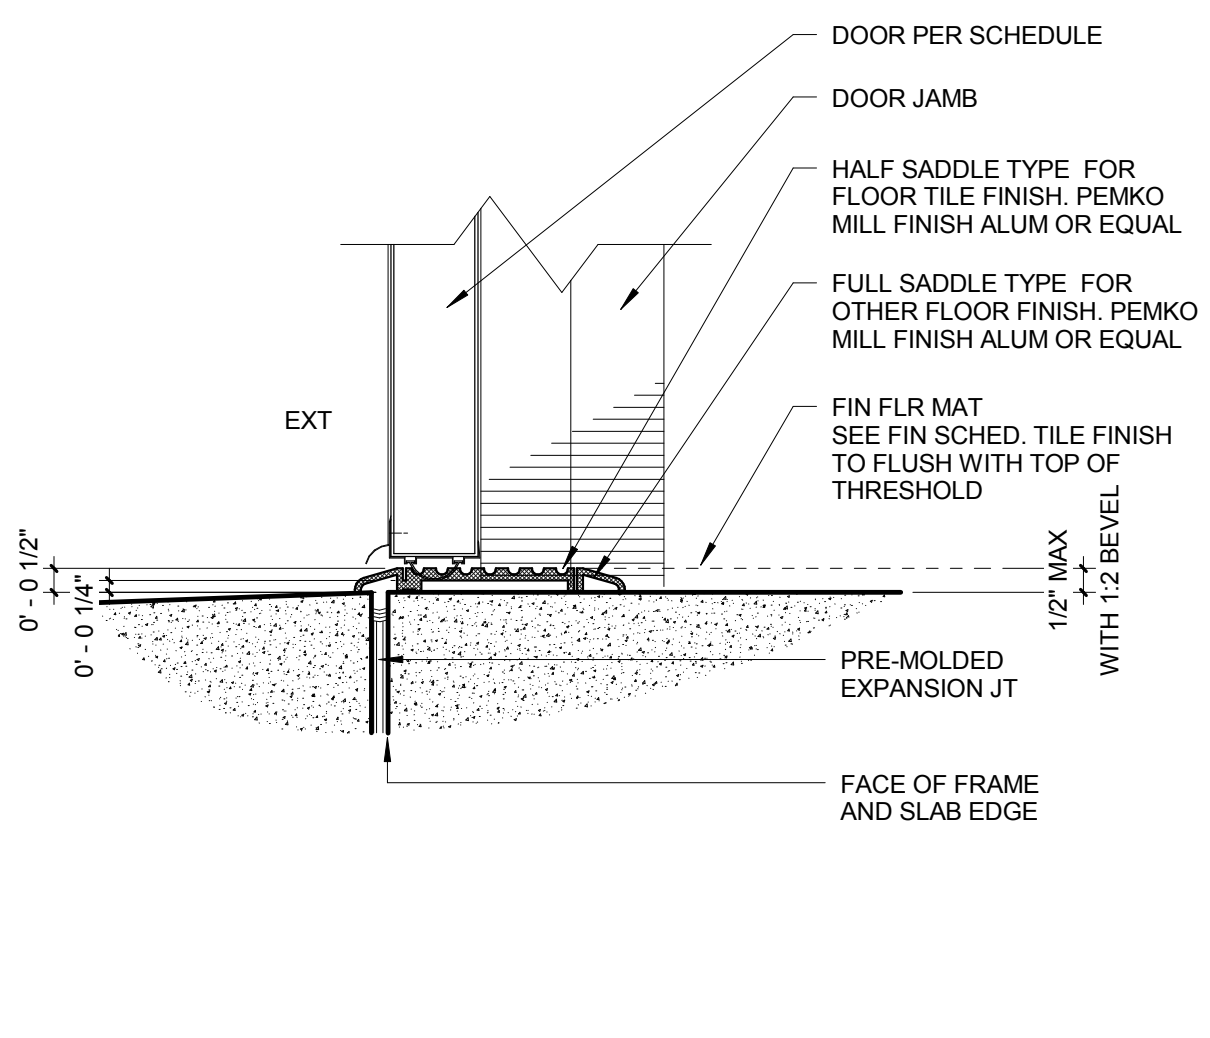 DOOR PER SCHEDULE
DOOR JAMB
HALF SADDLE TYPE FOR
FLOOR TILE FINISH. PEMKO
MILL FINISH ALUM OR EQUAL
FULL SADDLE TYPE FOR
OTHER FLOOR FINISH. PEMKO
MILL FINISH ALUM OR EQUAL
EXT
FIN FLR MAT
SEE FIN SCHED. TILE FINISH
TO FLUSH WITH TOP OF
THRESHOLD
0' - 0 1/2"
0' - 0 1/4"
1/2" MAX
WITH 1:2 BEVEL
PRE-MOLDED
EXPANSION JT
FACE OF FRAME
AND SLAB EDGE